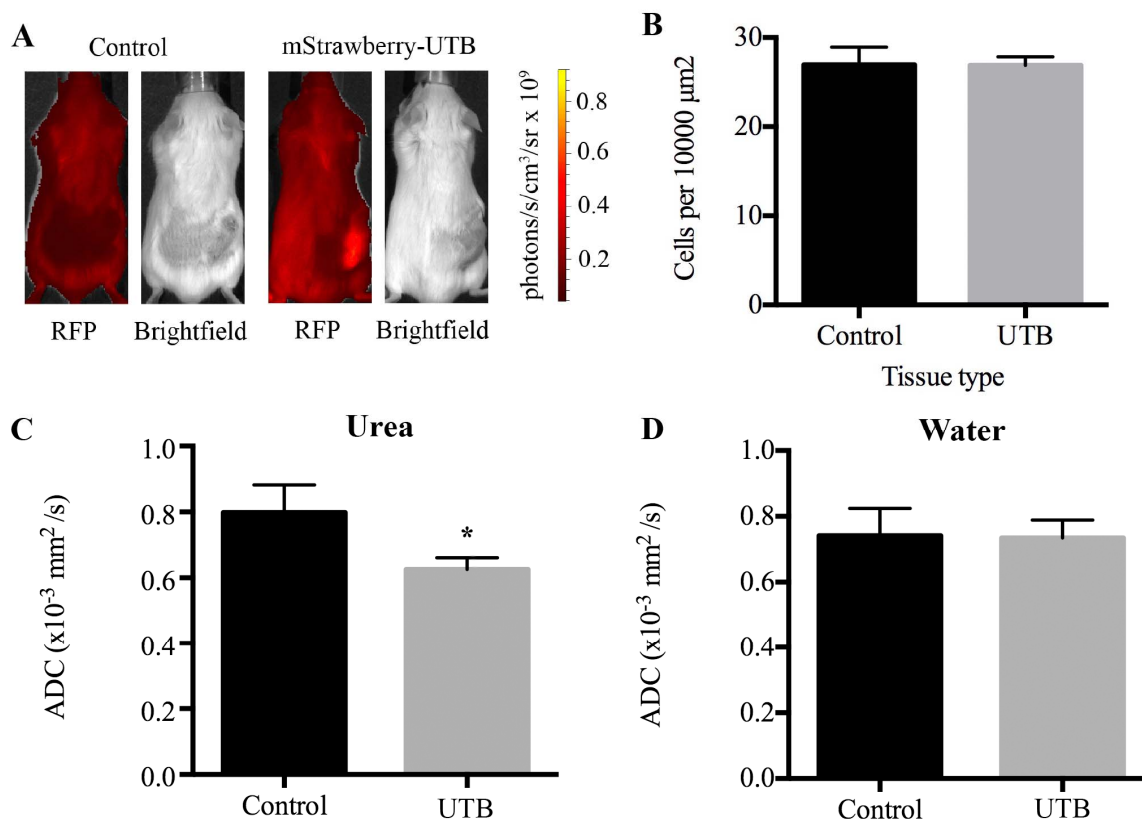 A
Control
mStrawberry-UTB
RFP
Brightfield
RFP
Brightfield
photons/s/cm³/sr x 10⁹
0.8
0.6
0.4
0.2
B
Cells per 10000 µm2
30
20
10
0
Control
UTB
Tissue type
C
Urea
ADC (x10⁻³ mm²/s)
1.0
0.8
0.6
0.4
0.2
0.0
*
Control
UTB
D
Water
ADC (x10⁻³ mm²/s)
1.0
0.8
0.6
0.4
0.2
0.0
Control
UTB